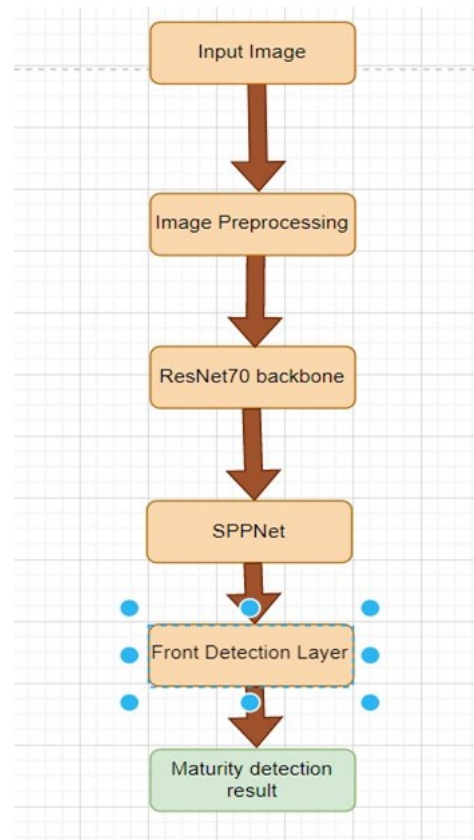 Input Image
Image Preprocessing
ResNet70 backbone
SPPNet
Front Detection Layer
Maturity detection
result